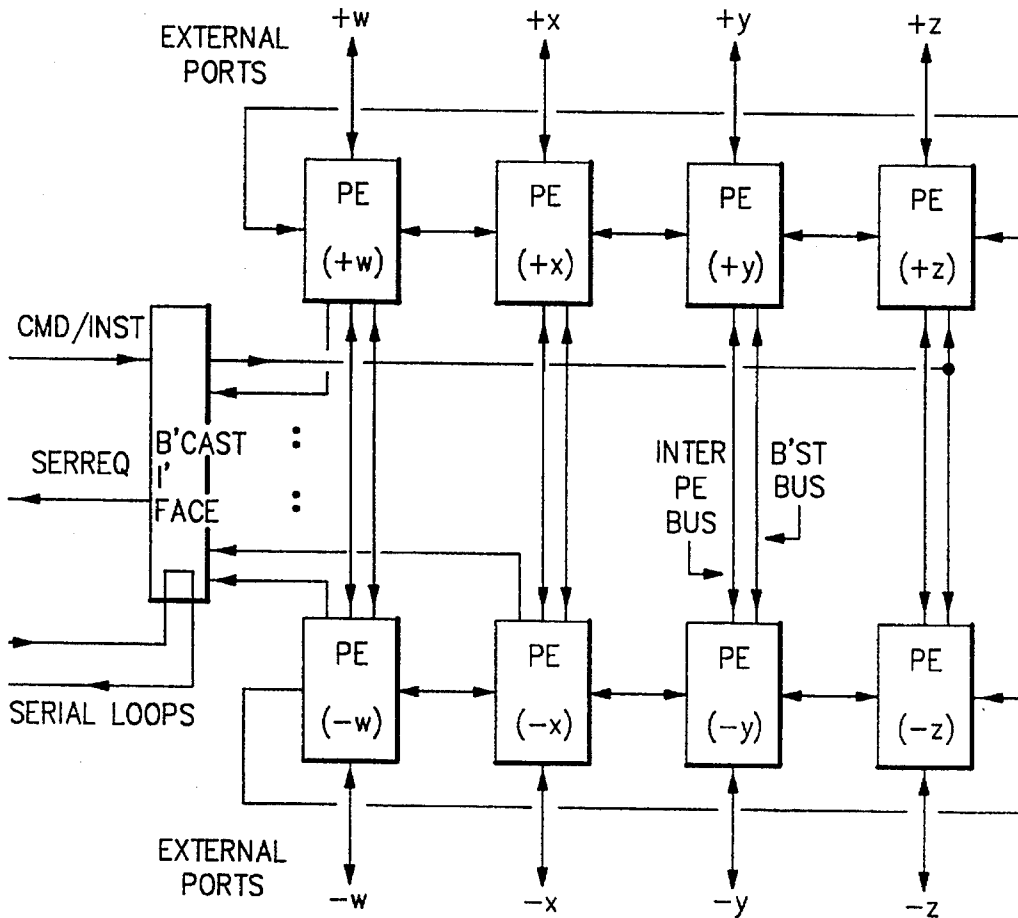 EXTERNAL
PORTS
+w
+x
+y
+z
PE
(+w)
PE
(+x)
PE
(+y)
PE
(+z)
CMD/INST
B'CAST
I'
FACE
SERREQ
SERIAL LOOPS
INTER
PE
BUS
B'ST
BUS
PE
(-w)
PE
(-x)
PE
(-y)
PE
(-z)
EXTERNAL
PORTS
-w
-x
-y
-z